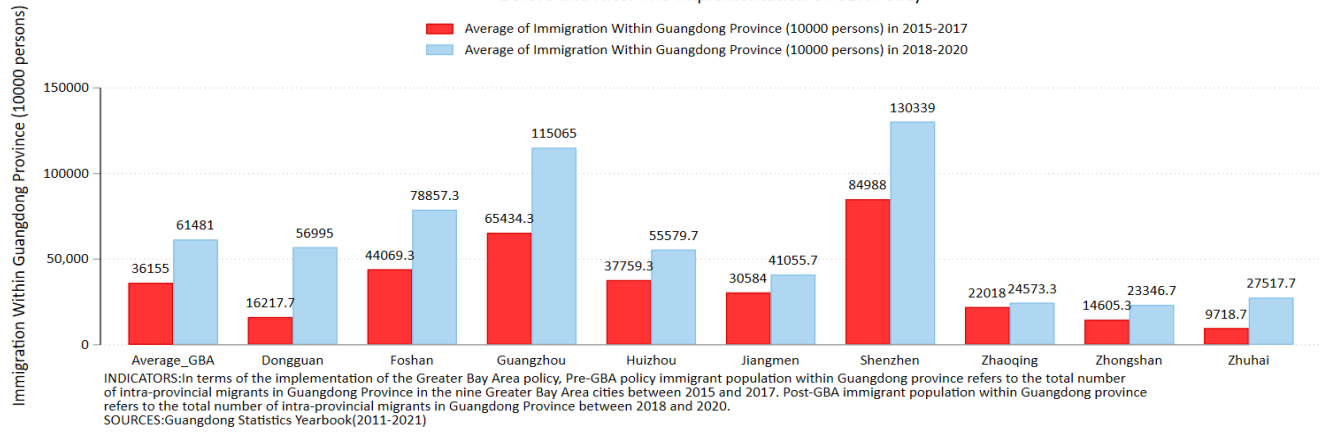 Average of Immigration Within Guangdong Province (10000 persons) in 2015-2017
Average of Immigration Within Guangdong Province (10000 persons) in 2018-2020
Immigration Within Guangdong Province (10000 persons)
150000
100000
50,000
0
36155
61481
16217.7
56995
44069.3
78857.3
65434.3
115065
37759.3
55579.7
30584
41055.7
84988
130339
22018
24573.3
14605.3
23346.7
9718.7
27517.7
Average_GBA
Dongguan
Foshan
Guangzhou
Huizhou
Jiangmen
Shenzhen
Zhaoqing
Zhongshan
Zhuhai
INDICATORS:In terms of the implementation of the Greater Bay Area policy, Pre-GBA policy immigrant population within Guangdong province refers to the total number
of intra-provincial migrants in Guangdong Province in the nine Greater Bay Area cities between 2015 and 2017. Post-GBA immigrant population within Guangdong province
refers to the total number of intra-provincial migrants in Guangdong Province between 2018 and 2020.
SOURCES:Guangdong Statistics Yearbook(2011-2021)